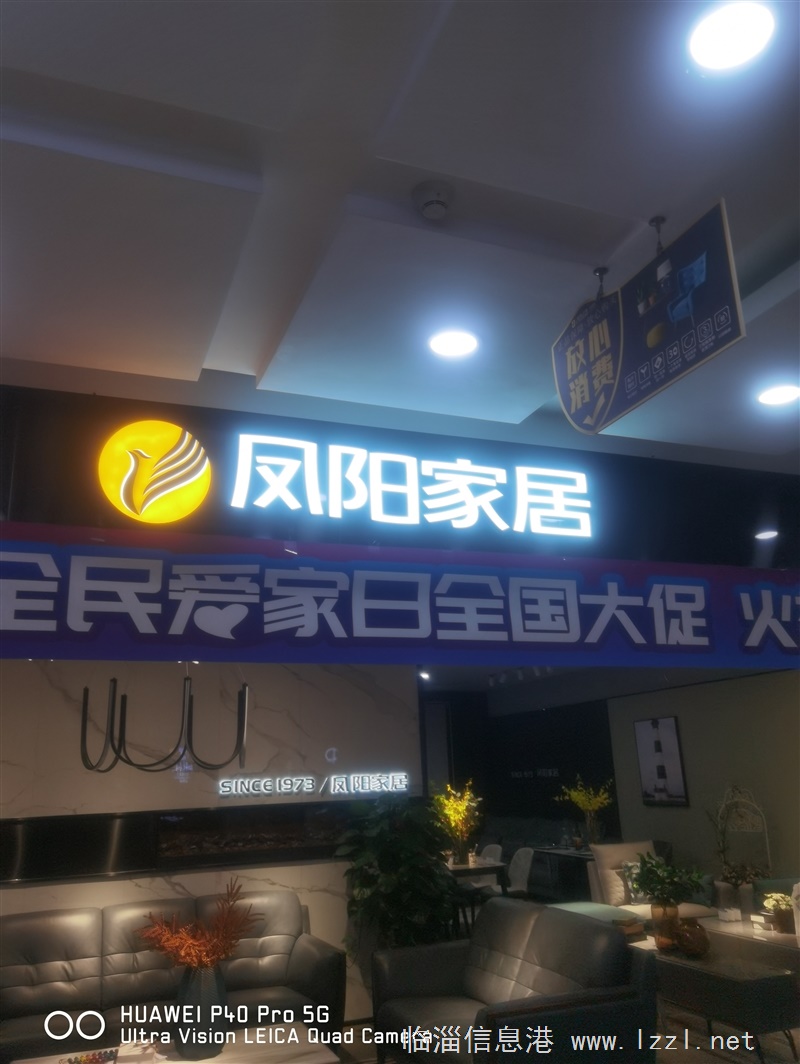 放心
消费
凤阳家居
全民爱家日全国大促 火
SINCE 1973 / 凤阳家居
HUAWEI P40 Pro 5G
Ultra Vision LEICA Quad Camera
临淄信息港 www.lzzl.net